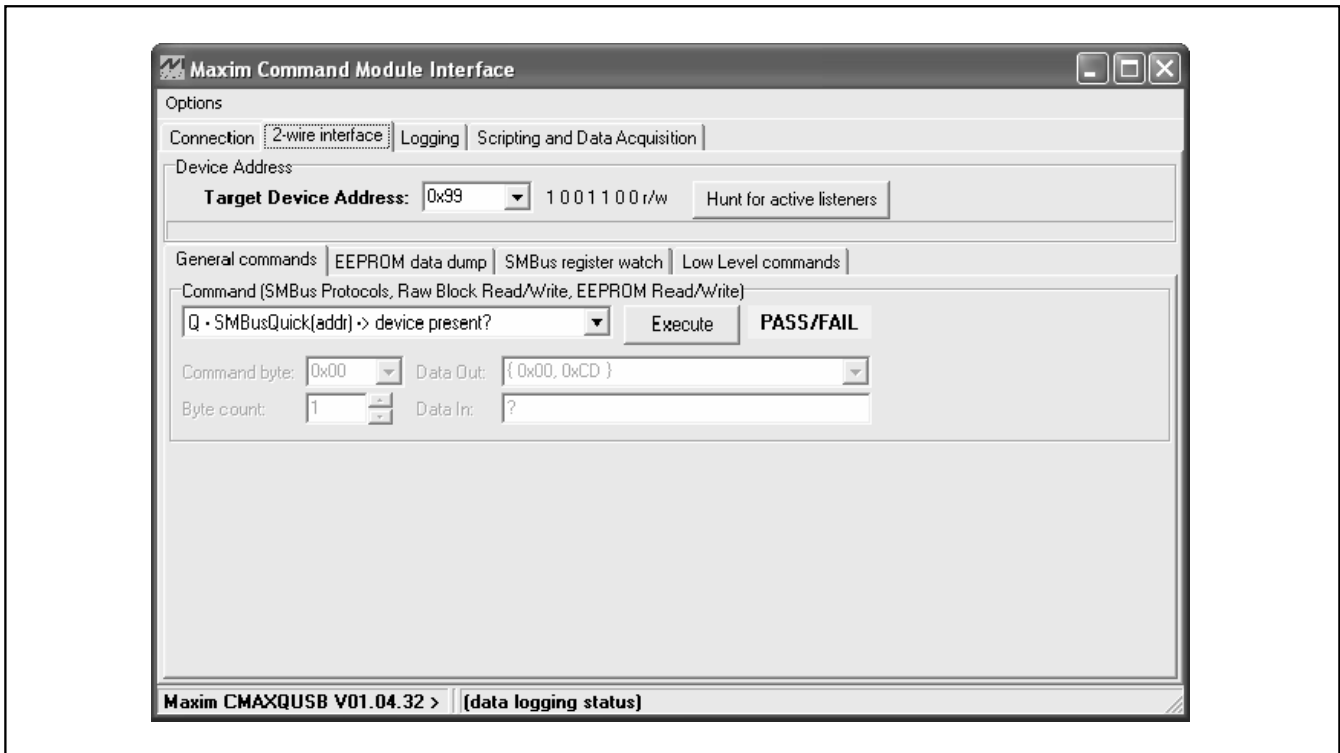 Maxim Command Module Interface
Options
Connection 2-wire interface Logging Scripting and Data Acquisition
Device Address
Target Device Address: 0x99 1 0 0 1 1 0 0 r/w Hunt for active listeners
General commands EEPROM data dump SMBus register watch Low Level commands
Command (SMBus Protocols, Raw Block Read/Write, EEPROM Read/Write)
Q - SMBusQuick(addr) -> device present? Execute PASS/FAIL
Command byte: 0x00 Data Out: { 0x00, 0xCD }
Byte count: 1 Data In: ?
Maxim CMAXQUSB V01.04.32 > (data logging status)